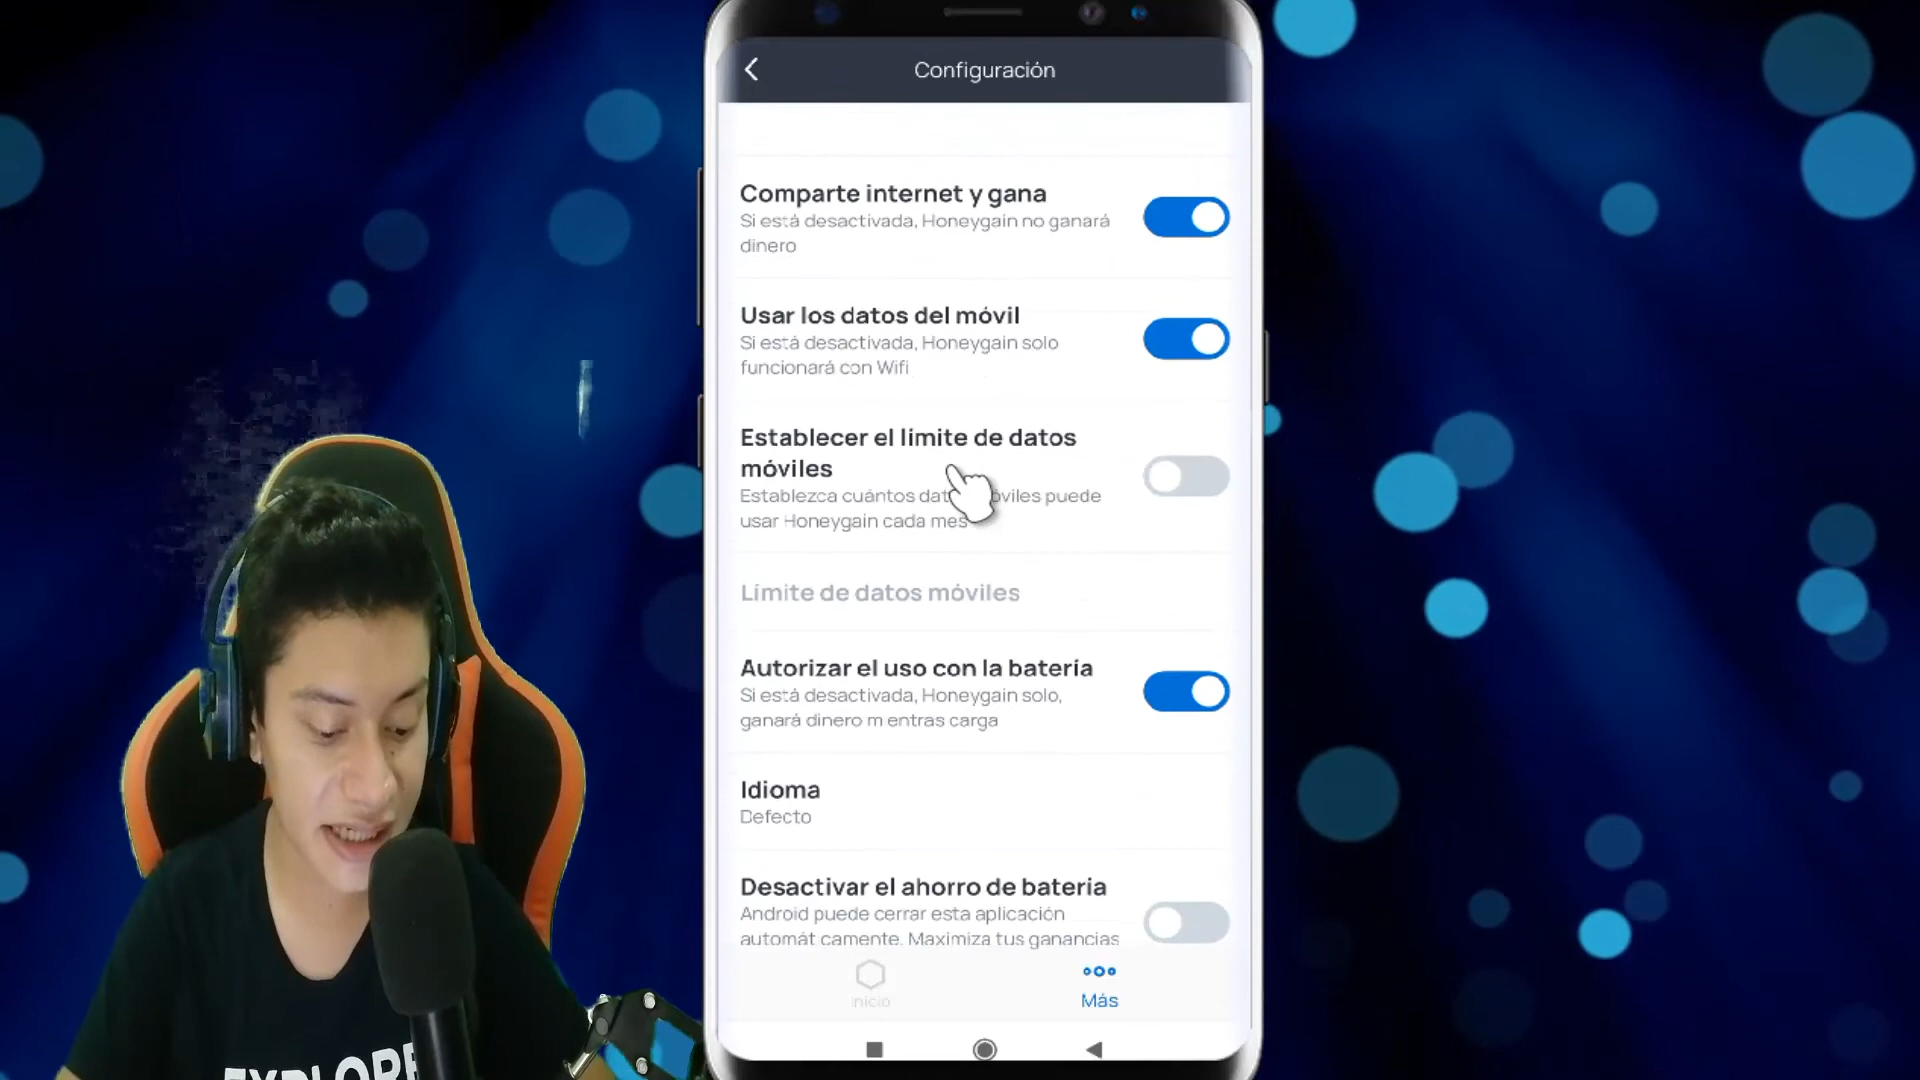 Configuración
Comparte internet y gana
Si está desactivada, Honeygain no ganará
dinero
Usar los datos del móvil
Si está desactivada, Honeygain solo
funcionará con Wifi
Establecer el límite de datos
móviles
Establezca cuántos dat óviles puede
usar Honeygain cada mes
Límite de datos móviles
Autorizar el uso con la batería
Si está desactivada, Honeygain solo,
ganará dinero m entras carga
Idioma
Defecto
Desactivar el ahorro de batería
Android puede cerrar esta aplicación
automát camente. Maximiza tus ganancias
Inicio
Más
EXPLORE